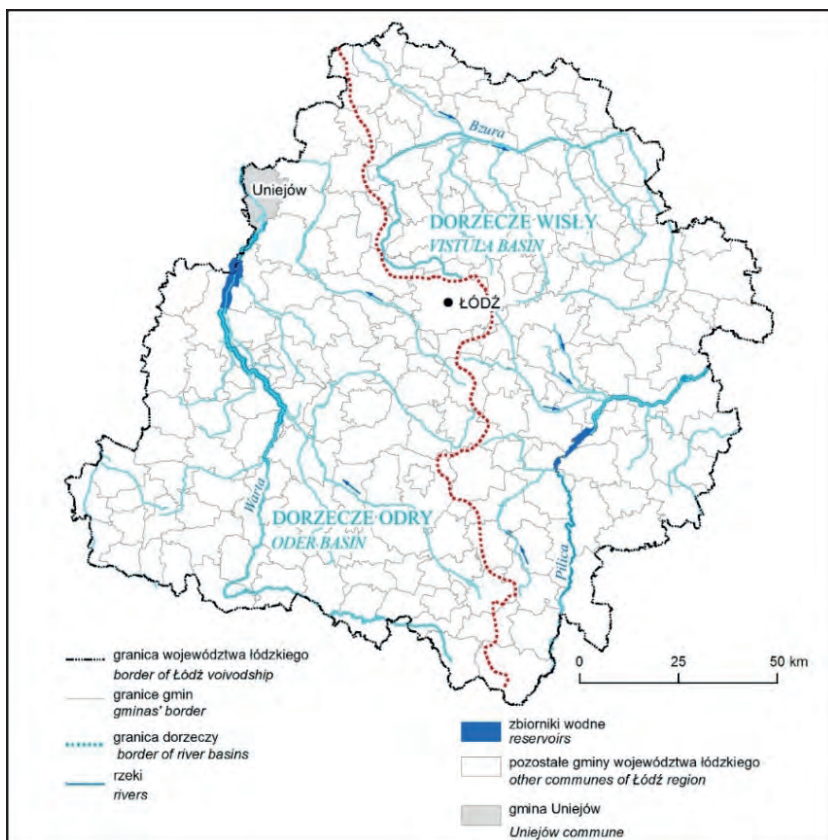 Bzura
Uniejów
DORZECZE WISŁY
VISTULA BASIN
ŁÓDŹ
Warta
DORZECZE ODRY
ODER BASIN
Pilica
granica województwa łódzkiego
border of Łódź voivodship
granice gmin
gminas' border
granica dorzeczy
border of river basins
rzeki
rivers
0 25 50 km
zbiorniki wodne
reservoirs
pozostałe gminy województwa łódzkiego
other communes of Łódź region
gmina Uniejów
Uniejów commune